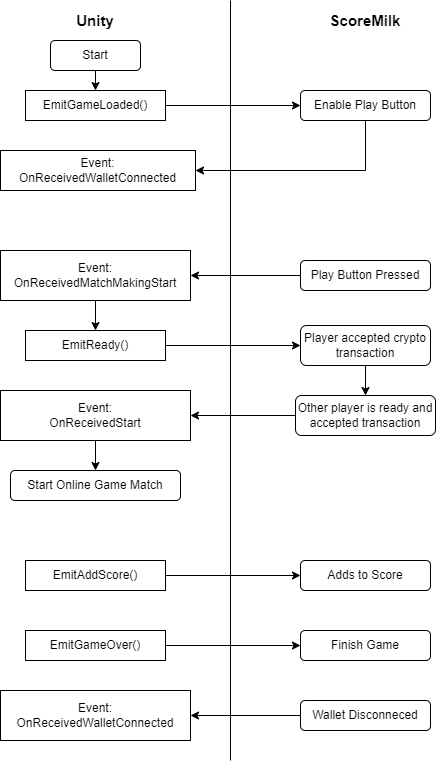 Unity
ScoreMilk
Start
EmitGameLoaded()
Enable Play Button
Event:
OnReceivedWalletConnected
Event:
OnReceivedMatchMakingStart
Play Button Pressed
EmitReady()
Player accepted crypto
transaction
Event:
OnReceivedStart
Other player is ready and
accepted transaction
Start Online Game Match
EmitAddScore()
Adds to Score
EmitGameOver()
Finish Game
Event:
OnReceivedWalletConnected
Wallet Disconneced